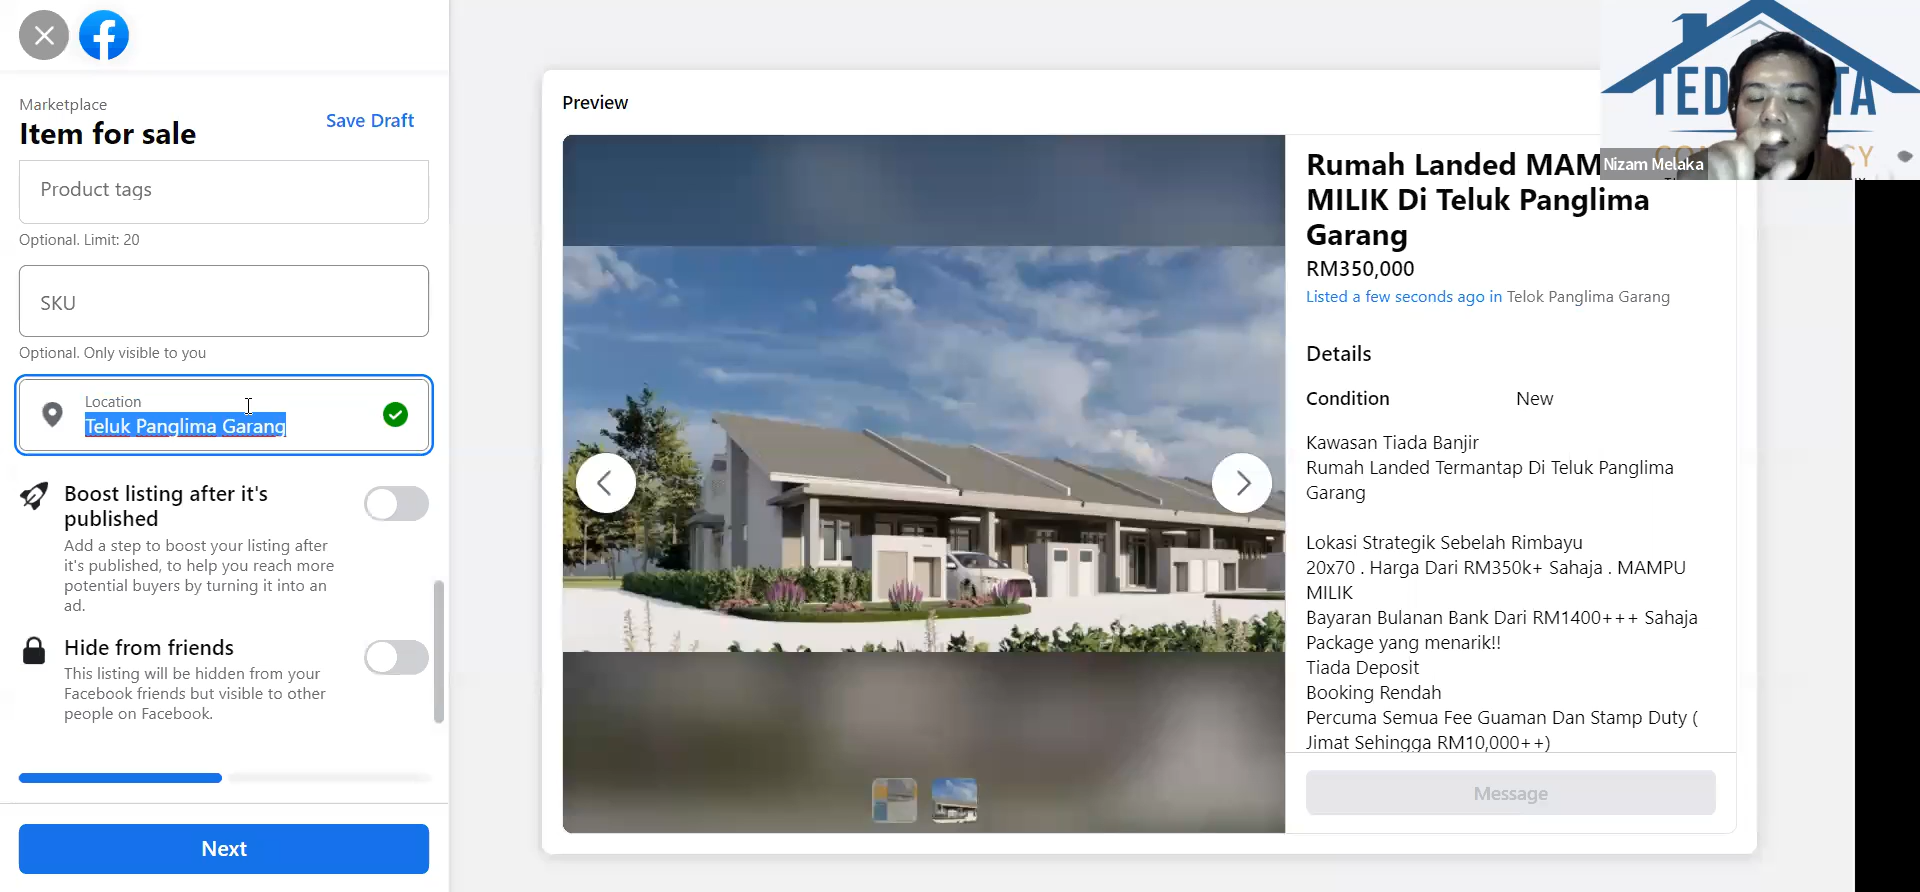 Marketplace
Item for sale
Save Draft
Product tags
Optional. Limit: 20
SKU
Optional. Only visible to you
Location
Teluk Panglima Garang
Boost listing after it's
published
Add a step to boost your listing after
it's published, to help you reach more
potential buyers by turning it into an
ad.
Hide from friends
This listing will be hidden from your
Facebook friends but visible to other
people on Facebook.
Next
Preview
Rumah Landed MAM
MILIK Di Teluk Panglima
Garang
RM350,000
Listed a few seconds ago in Telok Panglima Garang
Details
Condition New
Kawasan Tiada Banjir
Rumah Landed Termantap Di Teluk Panglima
Garang
Lokasi Strategik Sebelah Rimbayu
20x70 . Harga Dari RM350k+ Sahaja . MAMPU
MILIK
Bayaran Bulanan Bank Dari RM1400+++ Sahaja
Package yang menarik!!
Tiada Deposit
Booking Rendah
Percuma Semua Fee Guaman Dan Stamp Duty (
Jimat Sehingga RM10,000++)
Message
Nizam Melaka